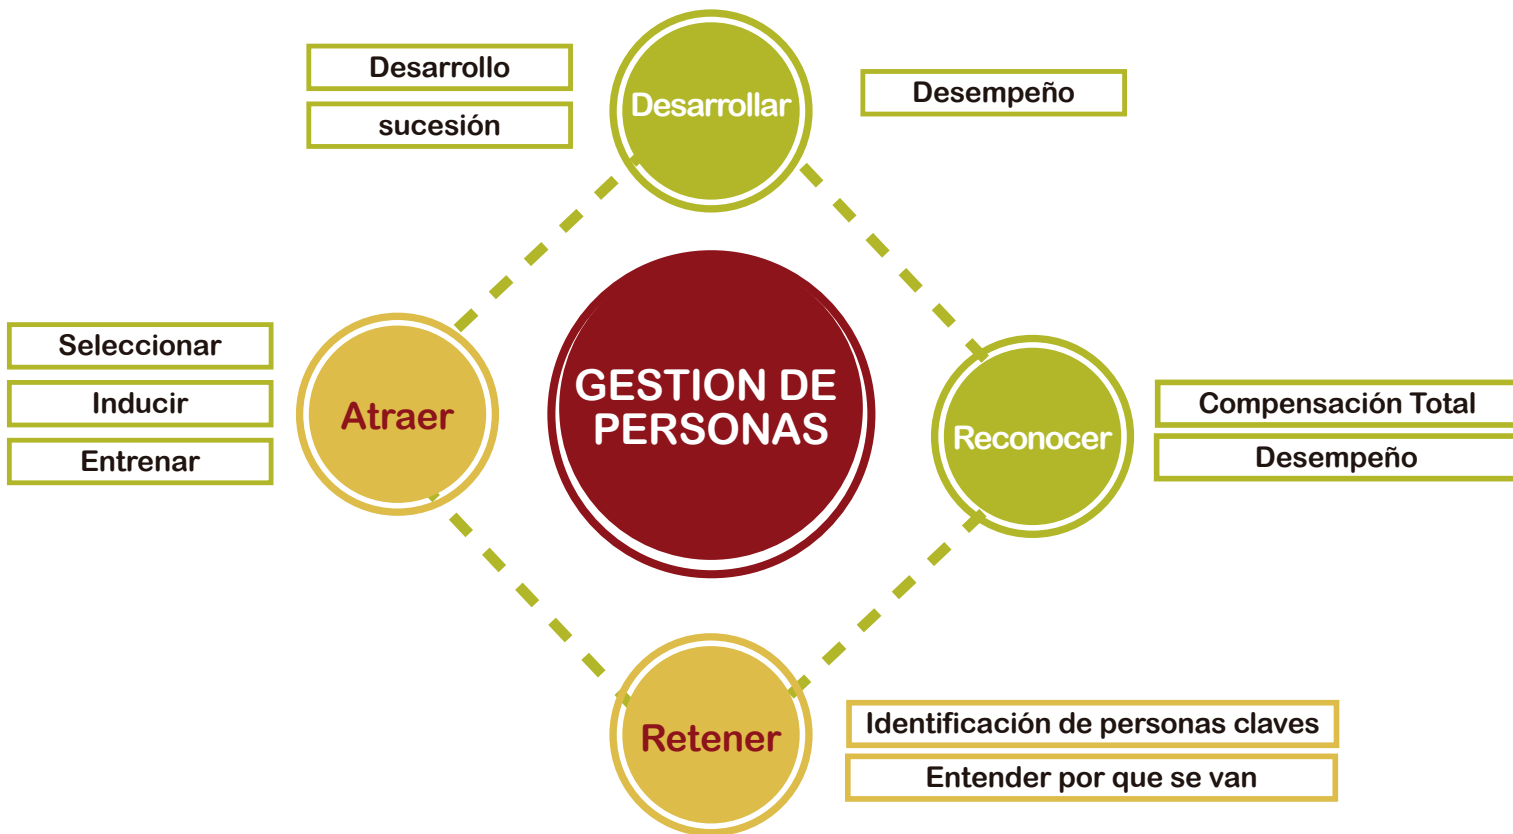 Desarrollo
sucesión
Desarrollar
Desempeño
Seleccionar
Inducir
Entrenar
Atraer
GESTION DE
PERSONAS
Reconocer
Compensación Total
Desempeño
Retener
Identificación de personas claves
Entender por que se van